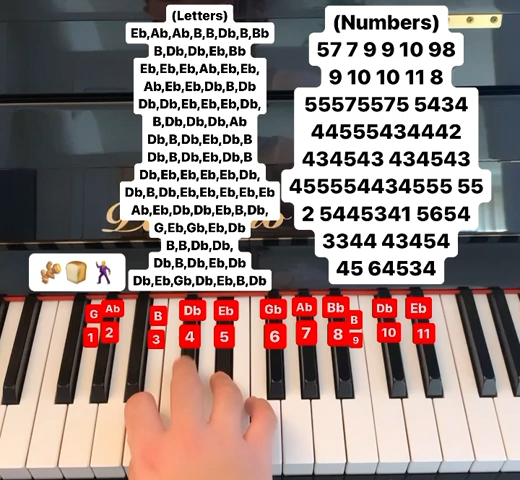 (Letters)
Eb,Ab,Ab,B,B,Db,B,Bb
B,Db,Db,Eb,Bb
Eb,Eb,Eb,Ab,Eb,Eb,
Ab,Eb,Eb,Db,B,Db
Db,Db,Eb,Eb,Eb,Db,
B,Db,Db,Db,Ab
Db,B,Db,Eb,Db,B
Db,B,Db,Eb,Db,B
Db,Eb,Eb,Eb,Eb,Db,
Db,B,Db,Eb,Eb,Eb,Eb,Eb
Ab,Eb,Db,Db,Eb,B,Db,
G,Eb,Gb,Eb,Db
B,B,Db,Db,
Db,B,Db,Eb,Db
Db,Eb,Gb,Db,Eb,B,Db
(Numbers)
57 7 9 9 10 98
9 10 10 11 8
55575575 5434
44555434442
434543 434543
455554434555 55
2 5445341 5654
3344 43454
45 64534
G Ab B Db Eb Gb Ab Bb B Db Eb
1 2 3 4 5 6 7 8 9 10 11